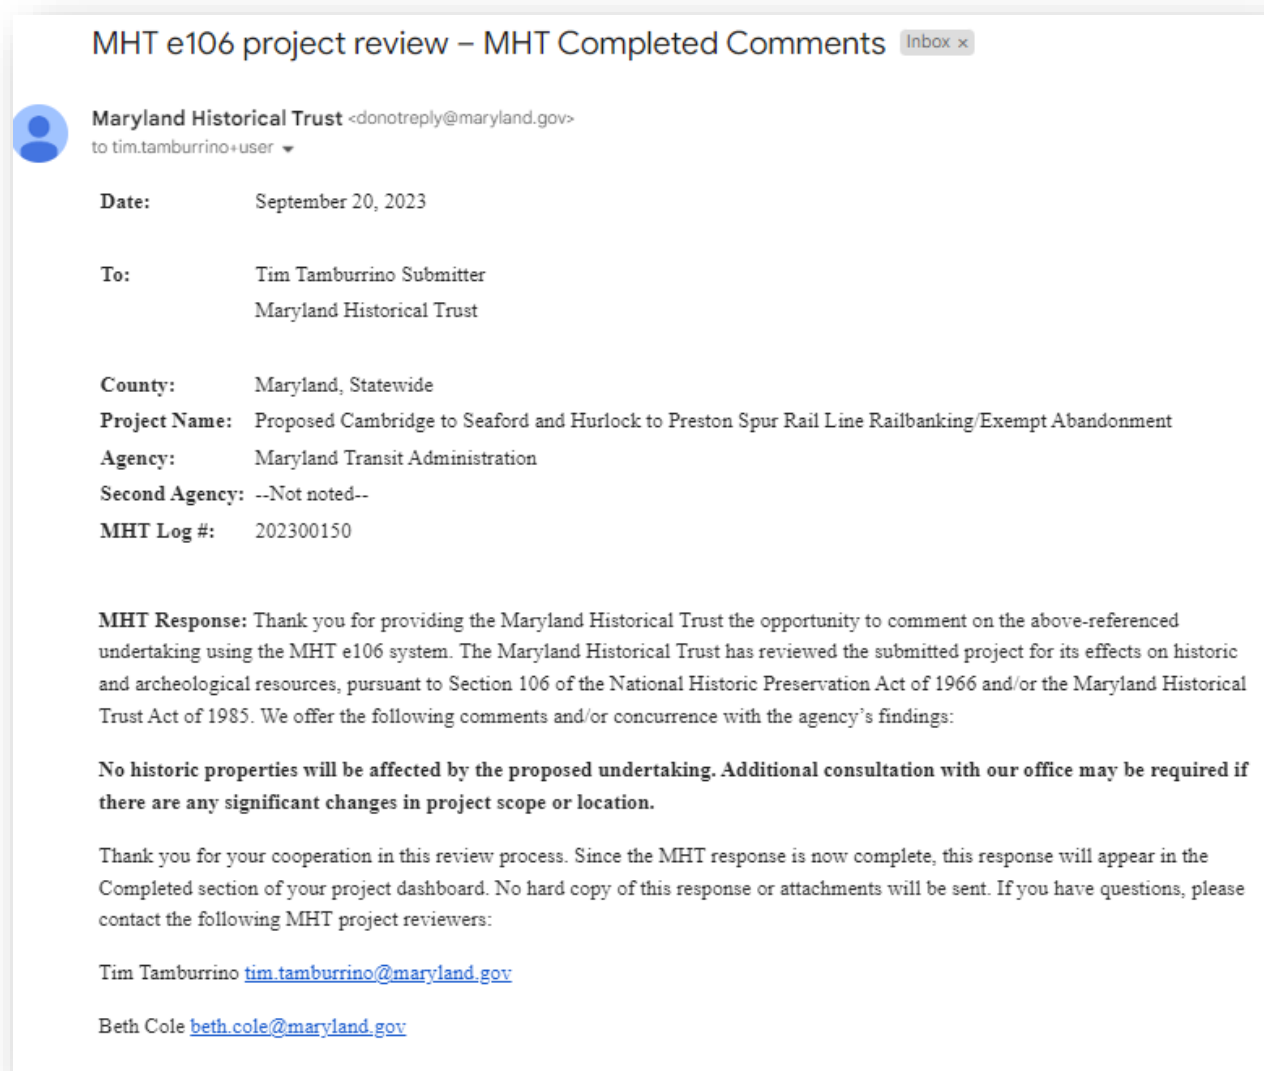 MHT e106 project review – MHT Completed Comments Inbox ×
Maryland Historical Trust <donotreply@maryland.gov>
to tim.tamburrino+user
Date: September 20, 2023
To: Tim Tamburrino Submitter
Maryland Historical Trust
County: Maryland, Statewide
Project Name: Proposed Cambridge to Seaford and Hurlock to Preston Spur Rail Line Railbanking/Exempt Abandonment
Agency: Maryland Transit Administration
Second Agency: --Not noted--
MHT Log #: 202300150
MHT Response: Thank you for providing the Maryland Historical Trust the opportunity to comment on the above-referenced
undertaking using the MHT e106 system. The Maryland Historical Trust has reviewed the submitted project for its effects on historic
and archeological resources, pursuant to Section 106 of the National Historic Preservation Act of 1966 and/or the Maryland Historical
Trust Act of 1985. We offer the following comments and/or concurrence with the agency’s findings:
No historic properties will be affected by the proposed undertaking. Additional consultation with our office may be required if
there are any significant changes in project scope or location.
Thank you for your cooperation in this review process. Since the MHT response is now complete, this response will appear in the
Completed section of your project dashboard. No hard copy of this response or attachments will be sent. If you have questions, please
contact the following MHT project reviewers:
Tim Tamburrino tim.tamburrino@maryland.gov
Beth Cole beth.cole@maryland.gov